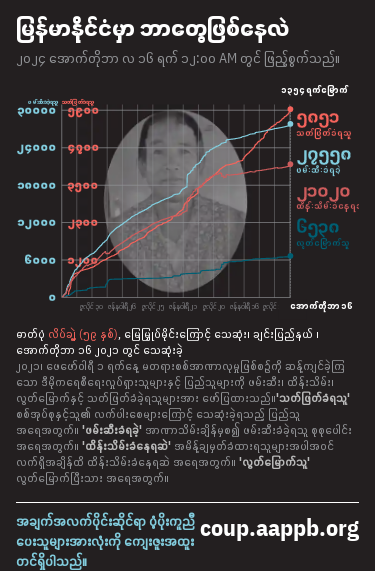 မြန်မာနိုင်ငံမှာ ဘာတွေဖြစ်နေလဲ
၂၀၂၄ အောက်တိုဘာ လ ၁၆ ရက် ၁၂:၀၀ AM တွင် ဖြည့်စွက်သည်။
၁၃၅၄ ရက်မြောက်
ဖမ်းဆီးခံရသူ သတ်ဖြတ်ခံရသူ
၃၀၀၀၀ ၅၉၀၀
၅၈၅၁
သတ်ဖြတ်ခံရသူ
၂၇၅၅၈
ဖမ်းဆီးခံရခဲ့
၂၁၀၂၀
ထိန်းသိမ်းခံနေရဆဲ
၆၅၃၈
လွတ်မြောက်သူ
၂၄၀၀၀
၁၂၀၀၀
၆၀၀၀ ၁၂၀၀
၀
အောက်တိုဘာ ၁၆
ဓာတ်ပုံ လိပ်ချွဲ့ (၅၉ နှစ်), မြေမြှုပ်မိုင်းကြောင့် သေဆုံး၊ ချင်းပြည်နယ် ၊
အောက်တိုဘာ ၁၆ ၂၀၂၁ တွင် သေဆုံးခဲ့
၂၀၂၁ ဖေဖော်ဝါရီ ၁ ရက်နေ့ မတရားစစ်အာဏာလုမှုဖြစ်စဉ်ကို ဆန့်ကျင်ခဲ့ကြ
သော ဒီမိုကရေစီရေးလှုပ်ရှားသူများနှင့် ပြည်သူများကို ဖမ်းဆီး၊ ထိန်းသိမ်း၊
လွတ်မြောက်နှင့် သတ်ဖြတ်ခံခဲ့ရသူများအား ဖော်ပြထားသည်။'သတ်ဖြတ်ခံရသူ'
စစ်အုပ်စုနှင့်သူ၏ လက်ပါးစေများကြောင့် သေဆုံးခဲ့ရသည့် ပြည်သူ
အရေအတွက်။ 'ဖမ်းဆီးခံရခဲ့' အာဏာသိမ်းချိန်မှစ၍ ဖမ်းဆီးခံခဲ့ရသူ စုစုပေါင်း
အရေအတွက်။ 'ထိန်းသိမ်းခံနေရဆဲ' အမိန့်ချမှတ်ခံထားရသူများအပါအဝင်
လက်ရှိအချိန်ထိ ထိန်းသိမ်းခံနေရဆဲ အရေအတွက်။ 'လွတ်မြောက်သူ'
လွတ်မြောက်ပြီးသား အရေအတွက်။
အချက်အလက်ပိုင်းဆိုင်ရာ ပံ့ပိုးကူညီ
ပေးသူများအားလုံးကို ကျေးဇူးအထူး
တင်ရှိပါသည်။
coup.aappb.org